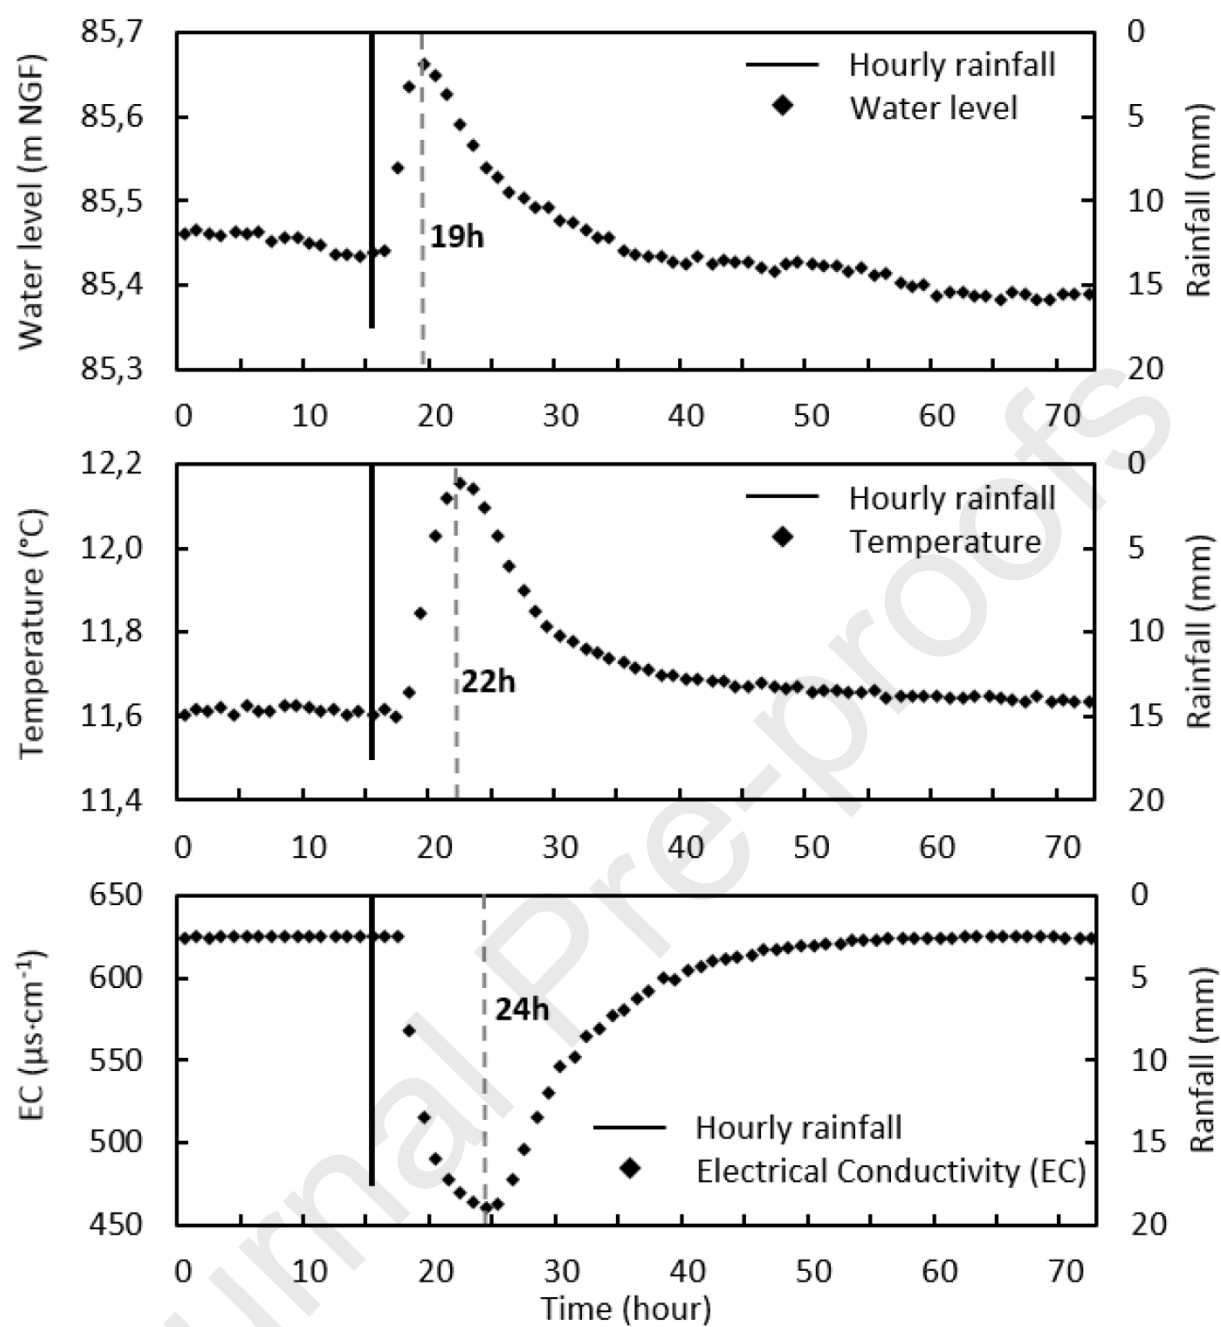 85,7
85,6
85,5
85,4
85,3
Water level (m NGF)
Hourly rainfall
Water level
19h
0
5
10
15
20
Rainfall (mm)
0 10 20 30 40 50 60 70
12,2
12,0
11,8
11,6
11,4
Temperature (°C)
Hourly rainfall
Temperature
22h
0
5
10
15
20
Rainfall (mm)
0 10 20 30 40 50 60 70
650
600
550
500
450
EC (µs·cm⁻¹)
24h
Hourly rainfall
Electrical Conductivity (EC)
0
5
10
15
20
Ranfall (mm)
0 10 20 30 40 50 60 70
Time (hour)
urnal Pre-proofs